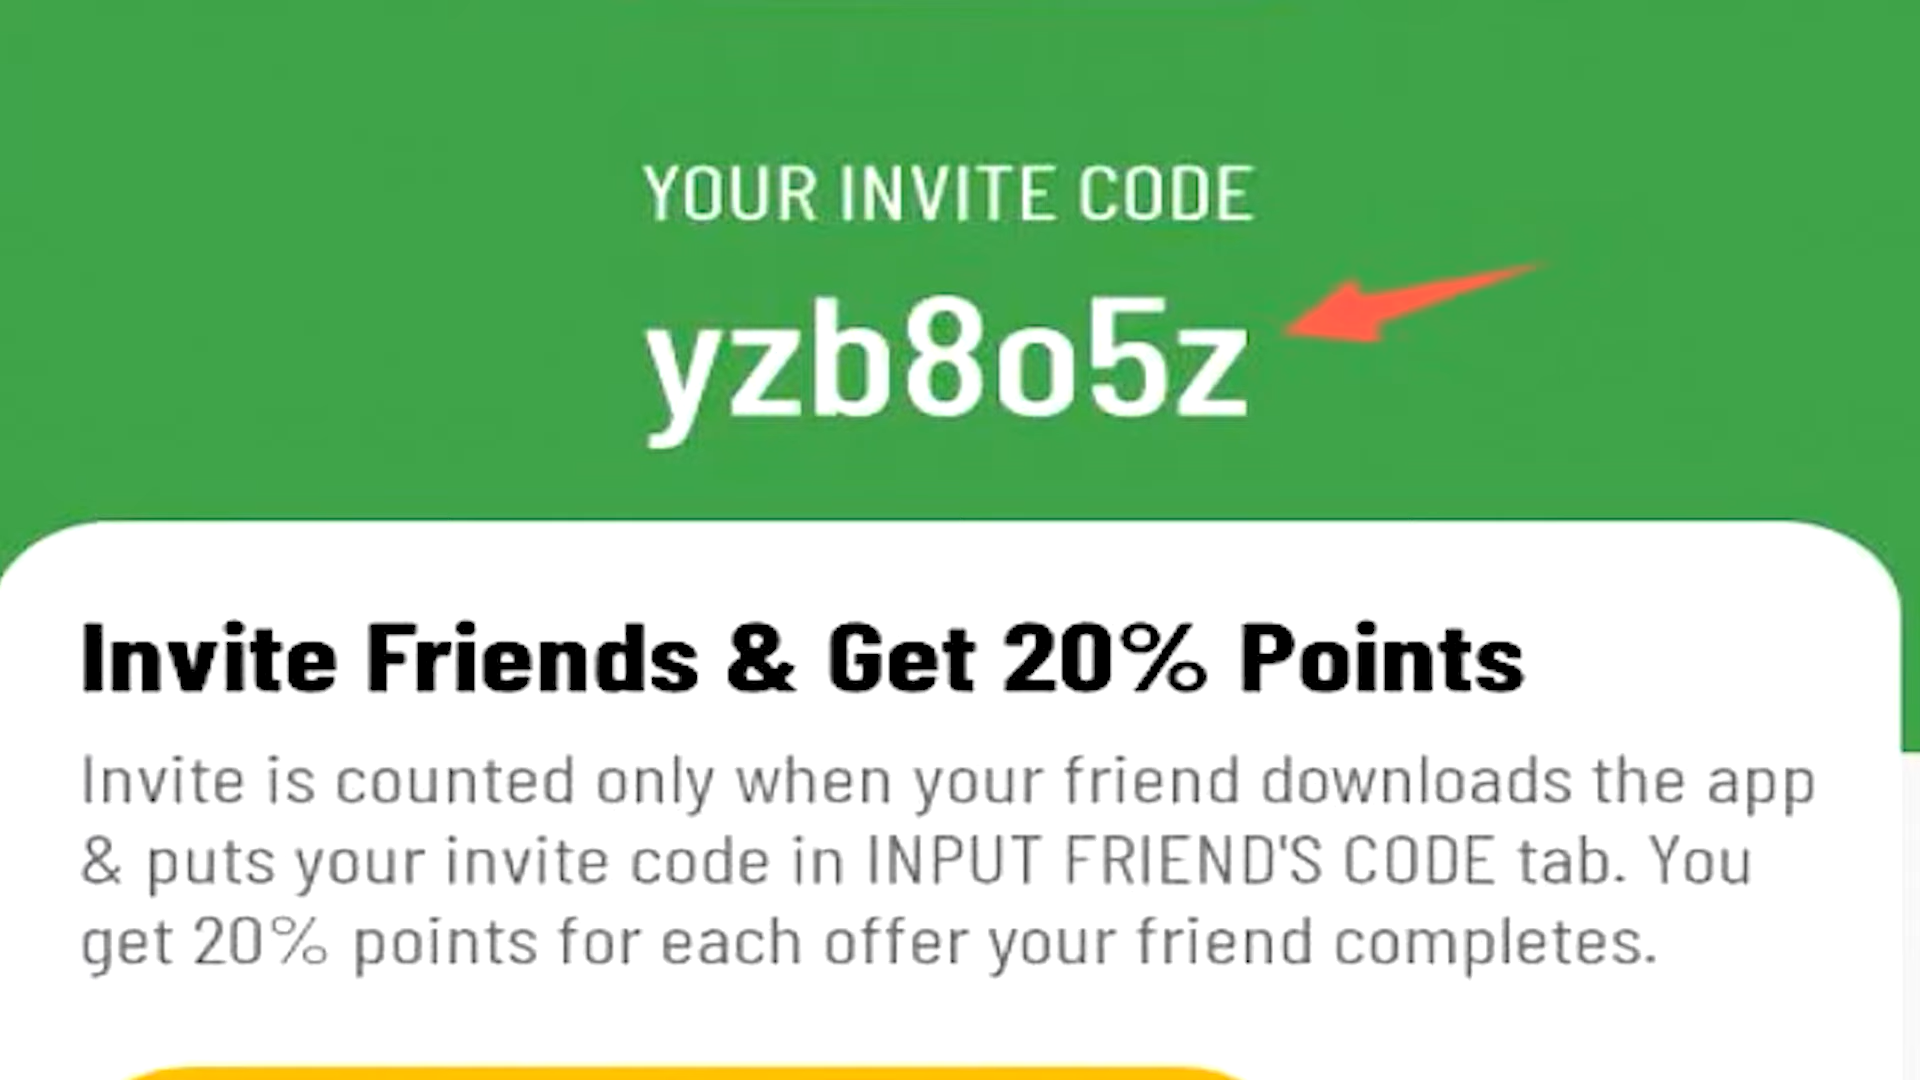 YOUR INVITE CODE
yzb8o5z
Invite Friends & Get 20% Points
Invite is counted only when your friend downloads the app
& puts your invite code in INPUT FRIEND'S CODE tab. You
get 20% points for each offer your friend completes.